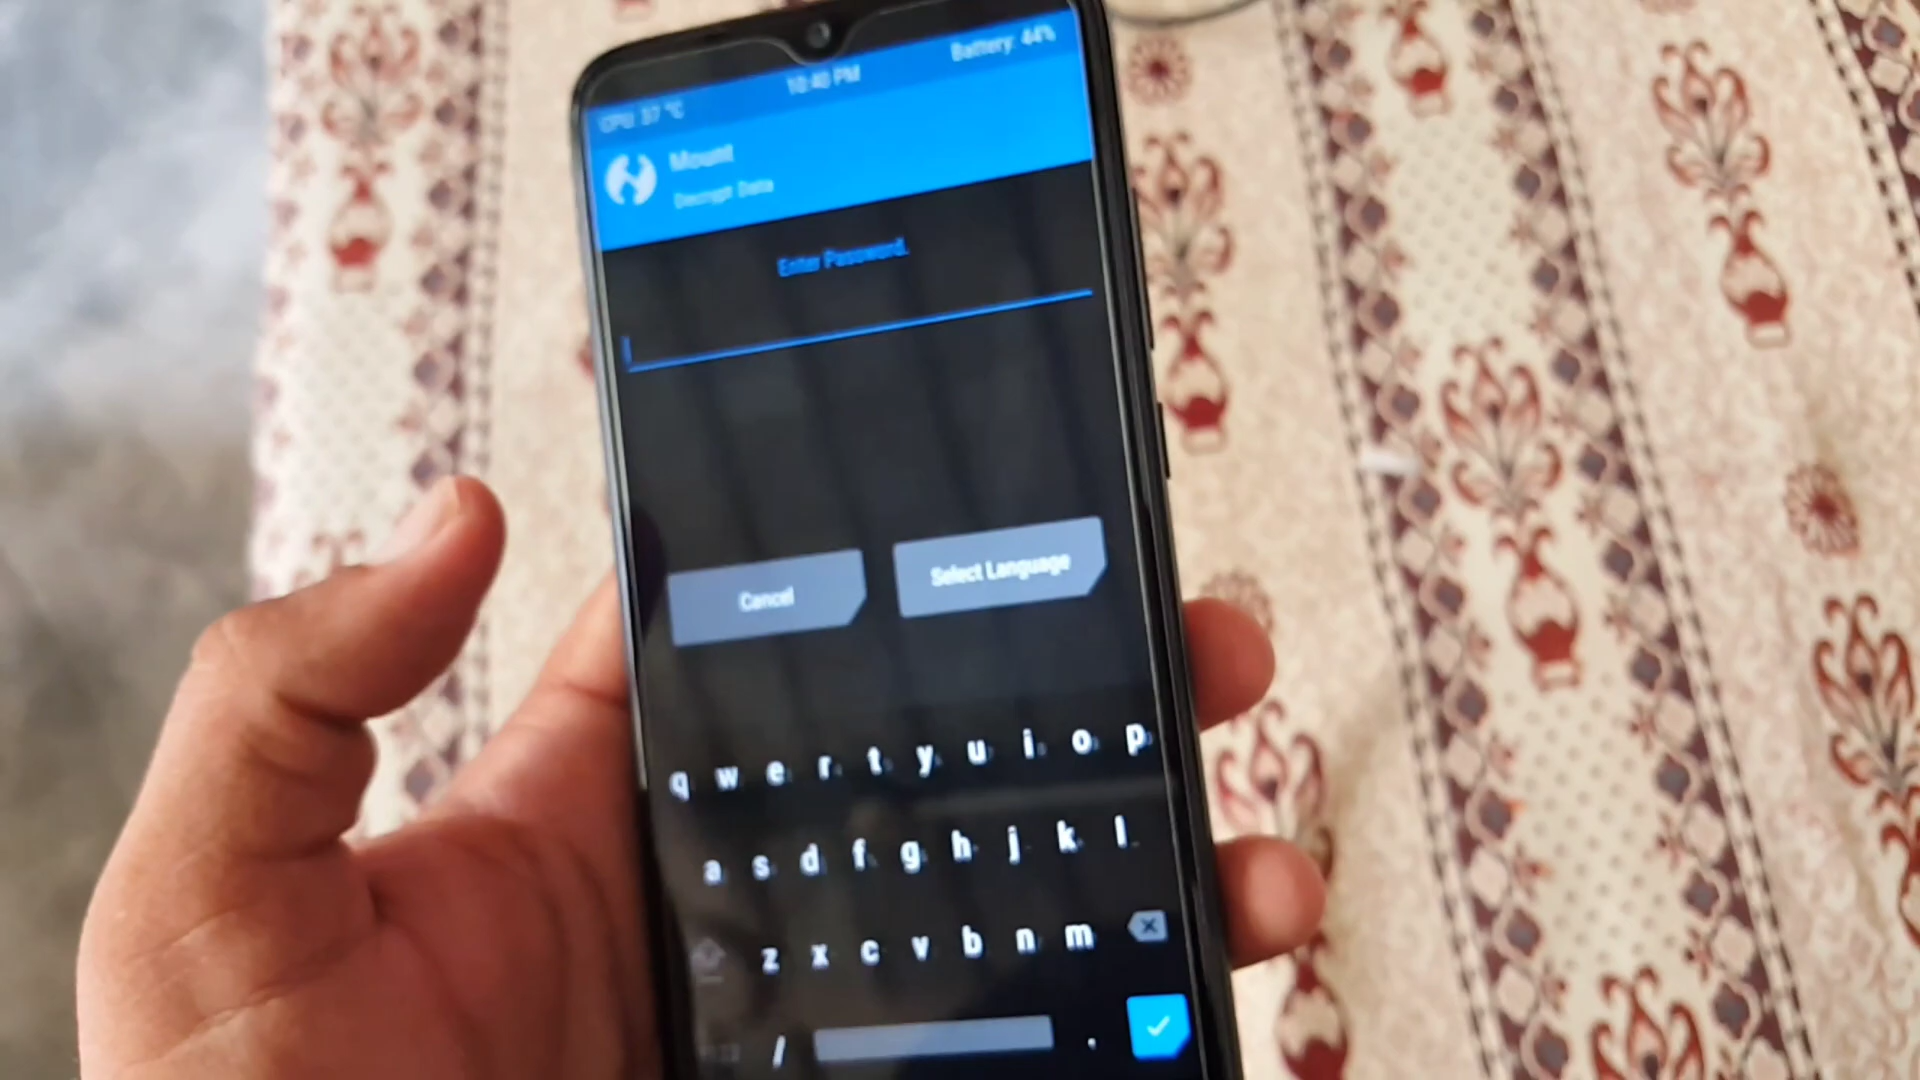 CPU: 37 °C
10:40 PM
Battery: 44%
Mount
Decrypt Data
Enter Password.
Cancel
Select Language
q w e r t y u i o p
a s d f g h j k l
z x c v b n m
/ .